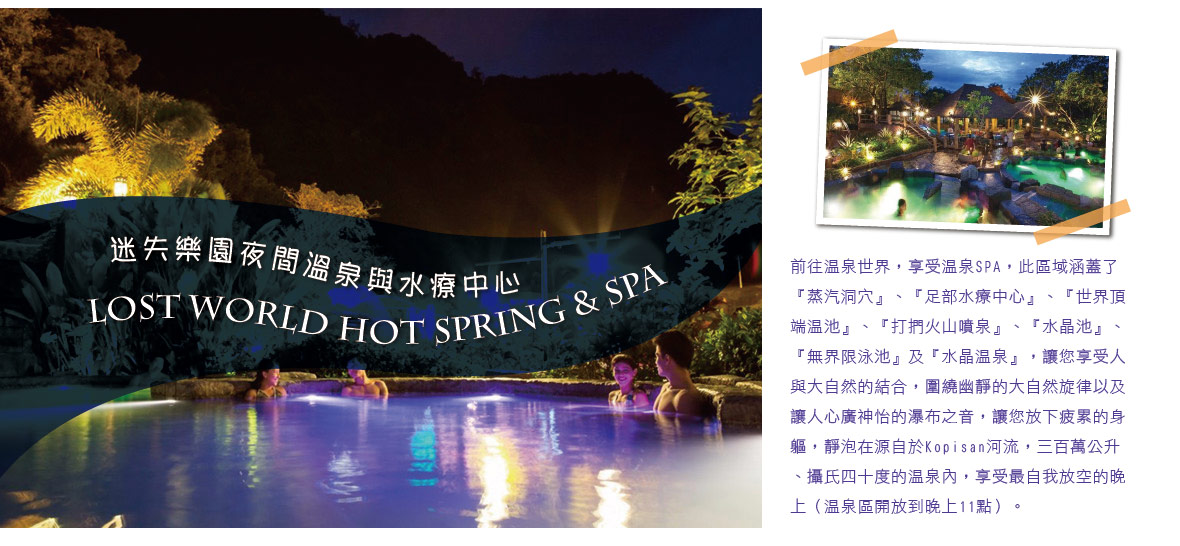 迷失樂園夜間溫泉與水療中心
LOST WORLD HOT SPRING & SPA
前往温泉世界，享受温泉SPA，此區域涵蓋了
『蒸汽洞穴』、『足部水療中心』、『世界頂
端温池』、『打捫火山噴泉』、『水晶池』、
『無界限泳池』及『水晶温泉』，讓您享受人
與大自然的結合，圍繞幽靜的大自然旋律以及
讓人心廣神怡的瀑布之音，讓您放下疲累的身
軀，靜泡在源自於Kopisan河流，三百萬公升
、攝氏四十度的温泉內，享受最自我放空的晚
上（温泉區開放到晚上11點）。